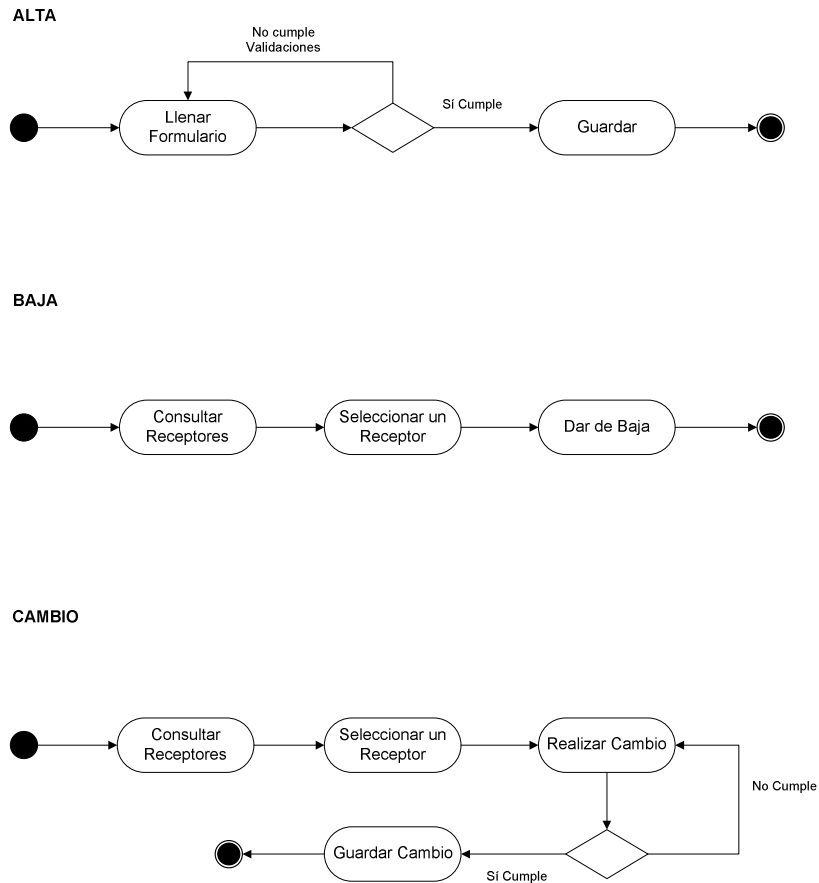 ALTA
No cumple
Validaciones
Llenar
Formulario
Sí Cumple
Guardar
BAJA
Consultar
Receptores
Seleccionar un
Receptor
Dar de Baja
CAMBIO
Consultar
Receptores
Seleccionar un
Receptor
Realizar Cambio
No Cumple
Guardar Cambio
Sí Cumple